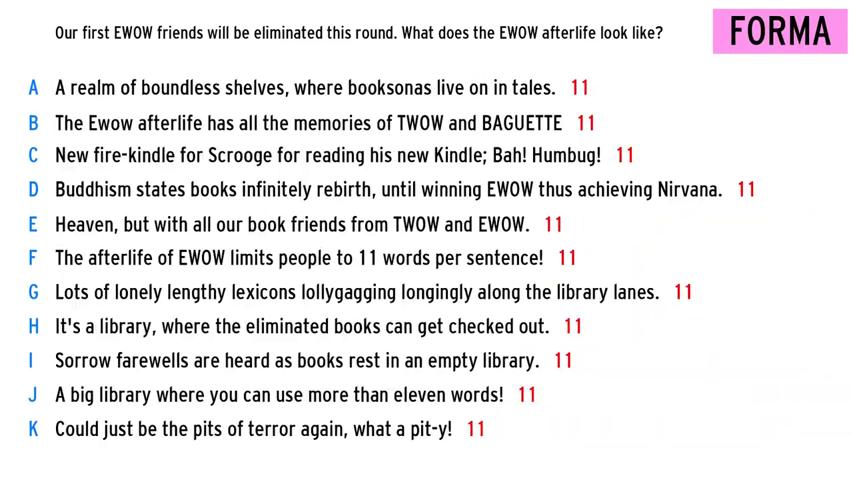 Our first EWOW friends will be eliminated this round. What does the EWOW afterlife look like?
FORMA
A A realm of boundless shelves, where booksonas live on in tales. 11
B The Ewow afterlife has all the memories of TWOW and BAGUETTE 11
C New fire-kindle for Scrooge for reading his new Kindle; Bah! Humbug! 11
D Buddhism states books infinitely rebirth, until winning EWOW thus achieving Nirvana. 11
E Heaven, but with all our book friends from TWOW and EWOW. 11
F The afterlife of EWOW limits people to 11 words per sentence! 11
G Lots of lonely lengthy lexicons lollygagging longingly along the library lanes. 11
H It's a library, where the eliminated books can get checked out. 11
I Sorrow farewells are heard as books rest in an empty library. 11
J A big library where you can use more than eleven words! 11
K Could just be the pits of terror again, what a pit-y! 11